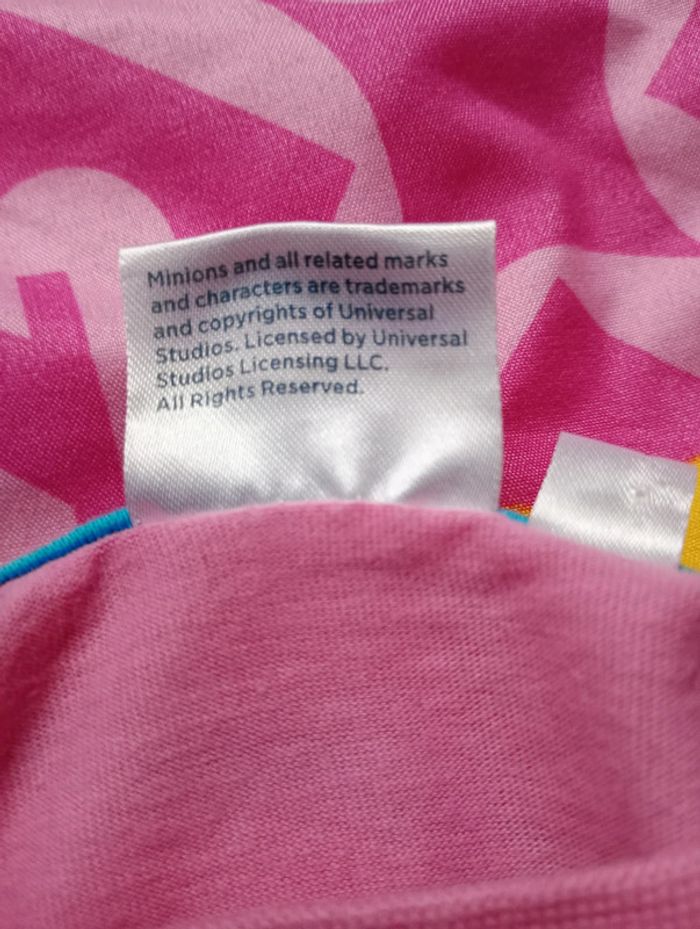 Minions and all related marks
and characters are trademarks
and copyrights of Universal
Studios. Licensed by Universal
Studios Licensing LLC.
All Rights Reserved.